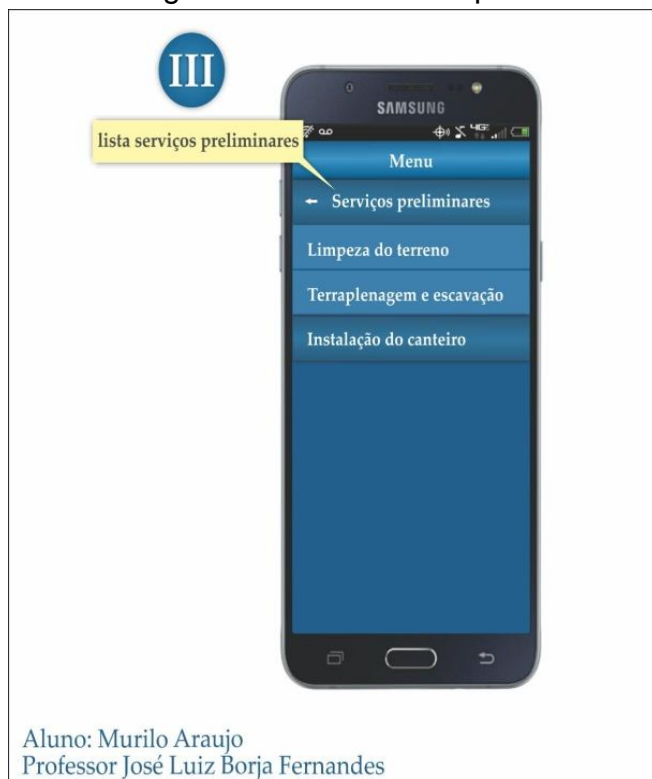 III
lista serviços preliminares
SAMSUNG
4GE
Menu
← Serviços preliminares
Limpeza do terreno
Terraplenagem e escavação
Instalação do canteiro
Aluno: Murilo Araujo
Professor José Luiz Borja Fernandes